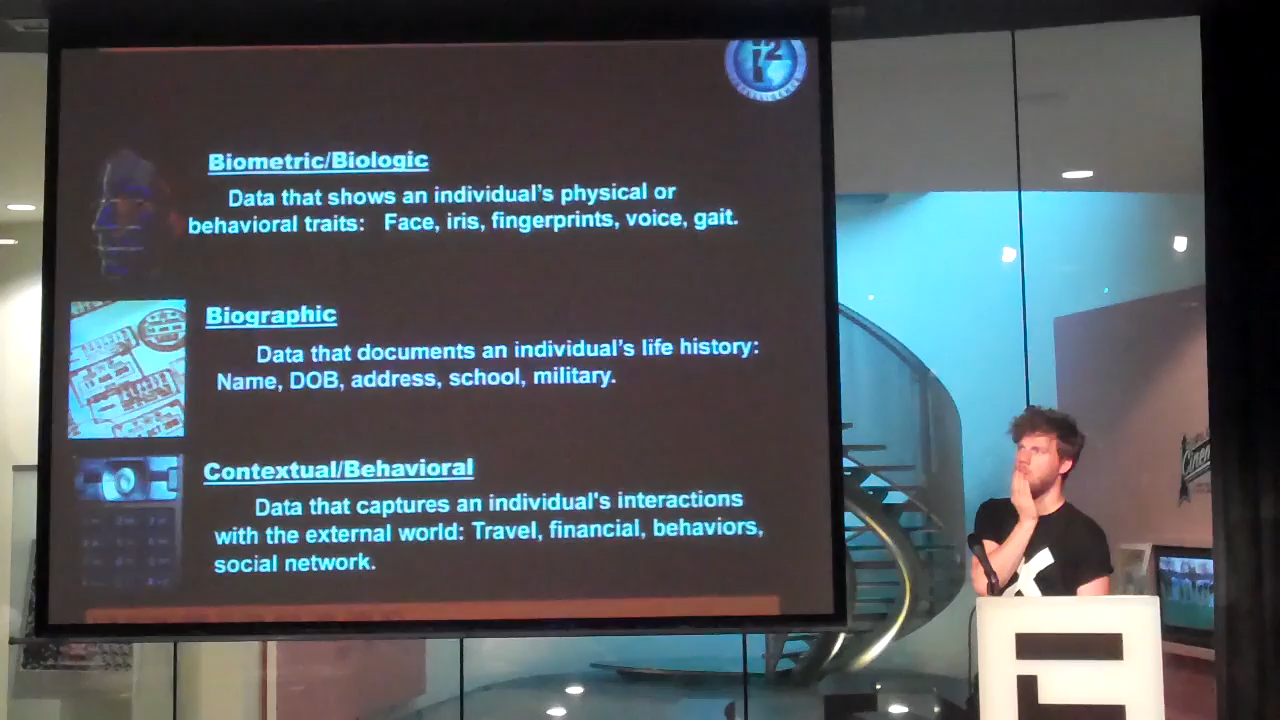 Biometric/Biologic
Data that shows an individual's physical or
behavioral traits: Face, iris, fingerprints, voice, gait.
Biographic
Data that documents an individual's life history:
Name, DOB, address, school, military.
Contextual/Behavioral
Data that captures an individual's interactions
with the external world: Travel, financial, behaviors,
social network.